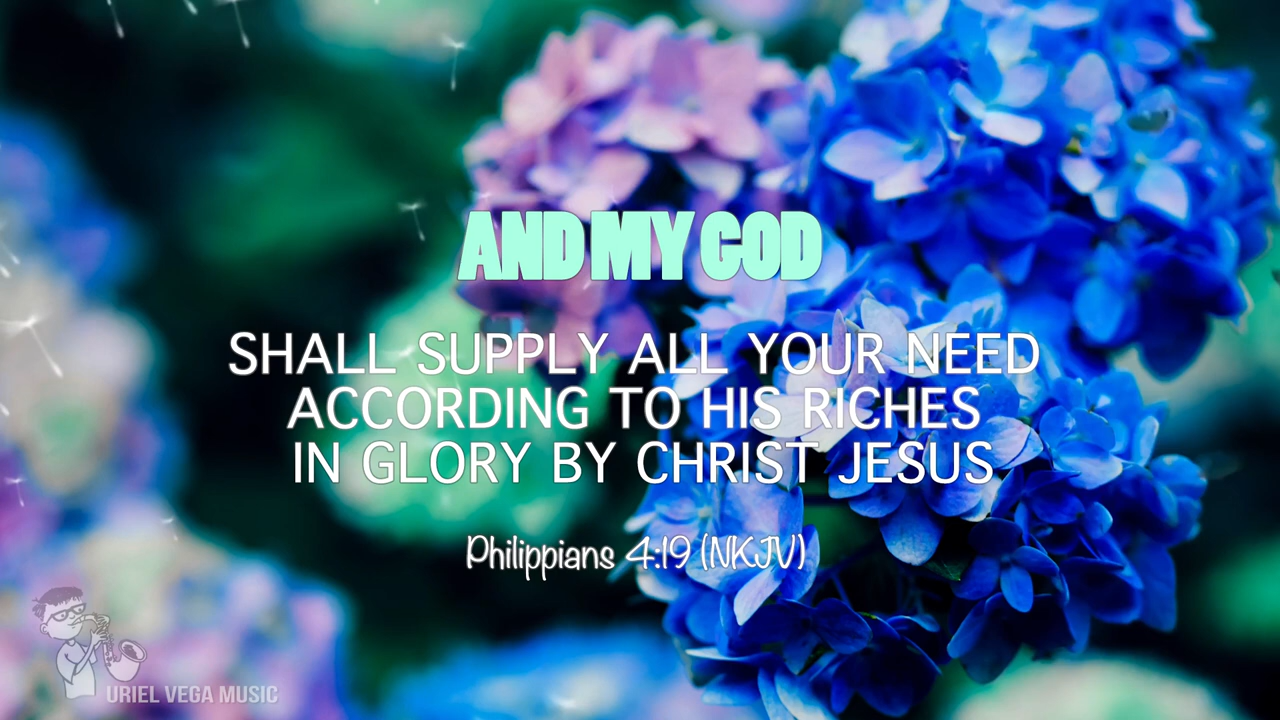 AND MY GOD
SHALL SUPPLY ALL YOUR NEED
ACCORDING TO HIS RICHES
IN GLORY BY CHRIST JESUS
Philippians 4:19 (NKJV)
URIEL VEGA MUSIC